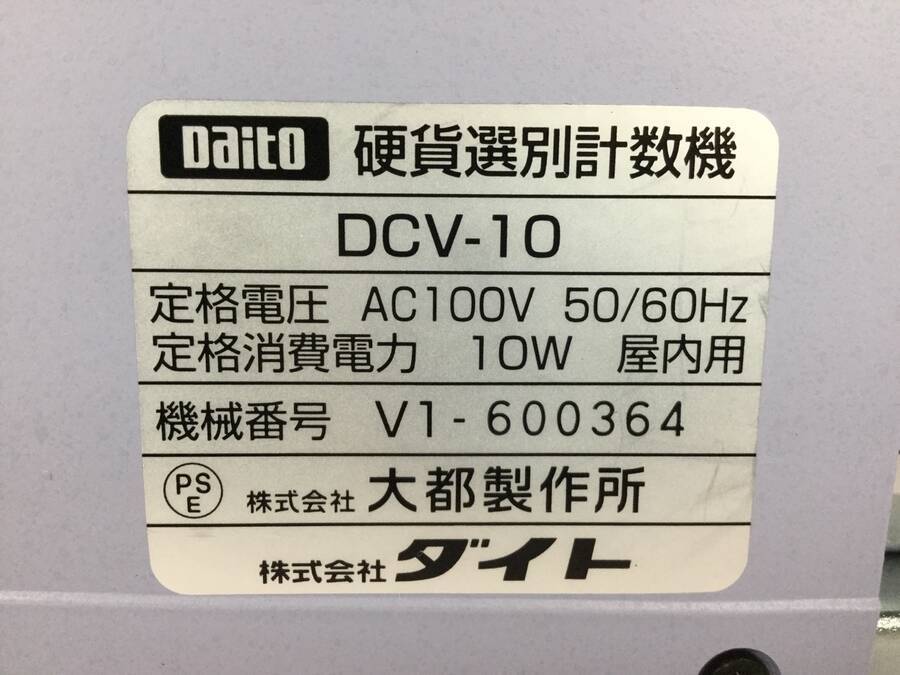 Daito 硬貨選別計数機
DCV-10
定格電圧 AC100V 50/60Hz
定格消費電力 10W 屋内用
機械番号 V1-600364
PSE 株式会社 大都製作所
株式会社 ダイト